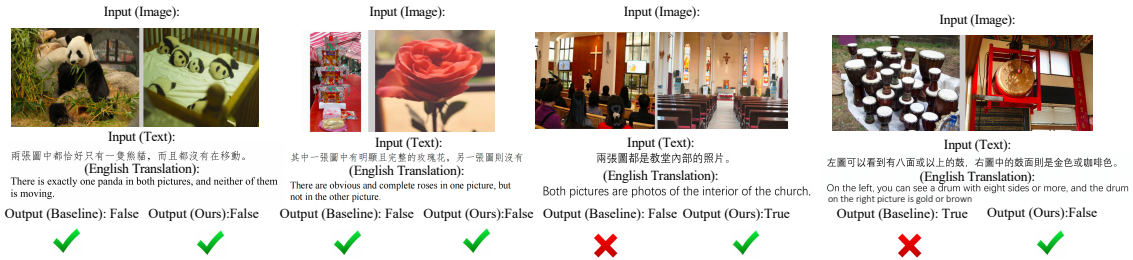 Input (Image):
Input (Text):
兩張圖中都恰好只有一隻熊貓，而且都沒有在移動。
(English Translation):
There is exactly one panda in both pictures, and neither of them
is moving.
Output (Baseline): False Output (Ours):False
Input (Image):
Input (Text):
其中一張圖中有明顯且完整的玫瑰花，另一張圖則沒有
(English Translation):
There are obvious and complete roses in one picture, but
not in the other picture.
Output (Baseline): False Output (Ours):False
Input (Image):
Input (Text):
兩張圖都是教堂內部的照片。
(English Translation):
Both pictures are photos of the interior of the church.
Output (Baseline): False Output (Ours):True
Input (Image):
Input (Text):
左圖可以看到有八面或以上的鼓，右圖中的鼓面則是金色或咖啡色。
(English Translation):
On the left, you can see a drum with eight sides or more, and the drum
on the right picture is gold or brown
Output (Baseline): True Output (Ours):False